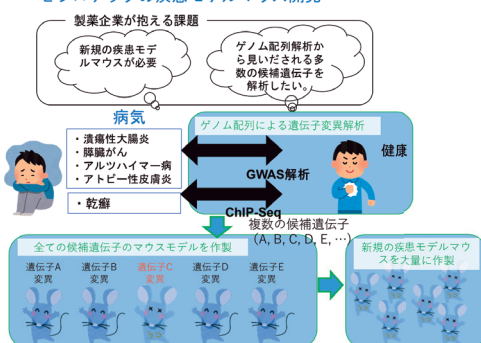 製薬企業が抱える課題
新規の疾患モデ
ルマウスが必要
ゲノム配列解析か
ら見いだされる多
数の候補遺伝子を
解析したい。
病気
・潰瘍性大腸炎
・膵臓がん
・アルツハイマー病
・アトピー性皮膚炎
・乾癬
ゲノム配列による遺伝子変異解析
健康
GWAS解析
ChIP-Seq
複数の候補遺伝子
(A, B, C, D, E, …)
全ての候補遺伝子のマウスモデルを作製
遺伝子A
変異
遺伝子B
変異
遺伝子C
変異
遺伝子D
変異
遺伝子E
変異
新規の疾患モデルマウ
スを大量に作製